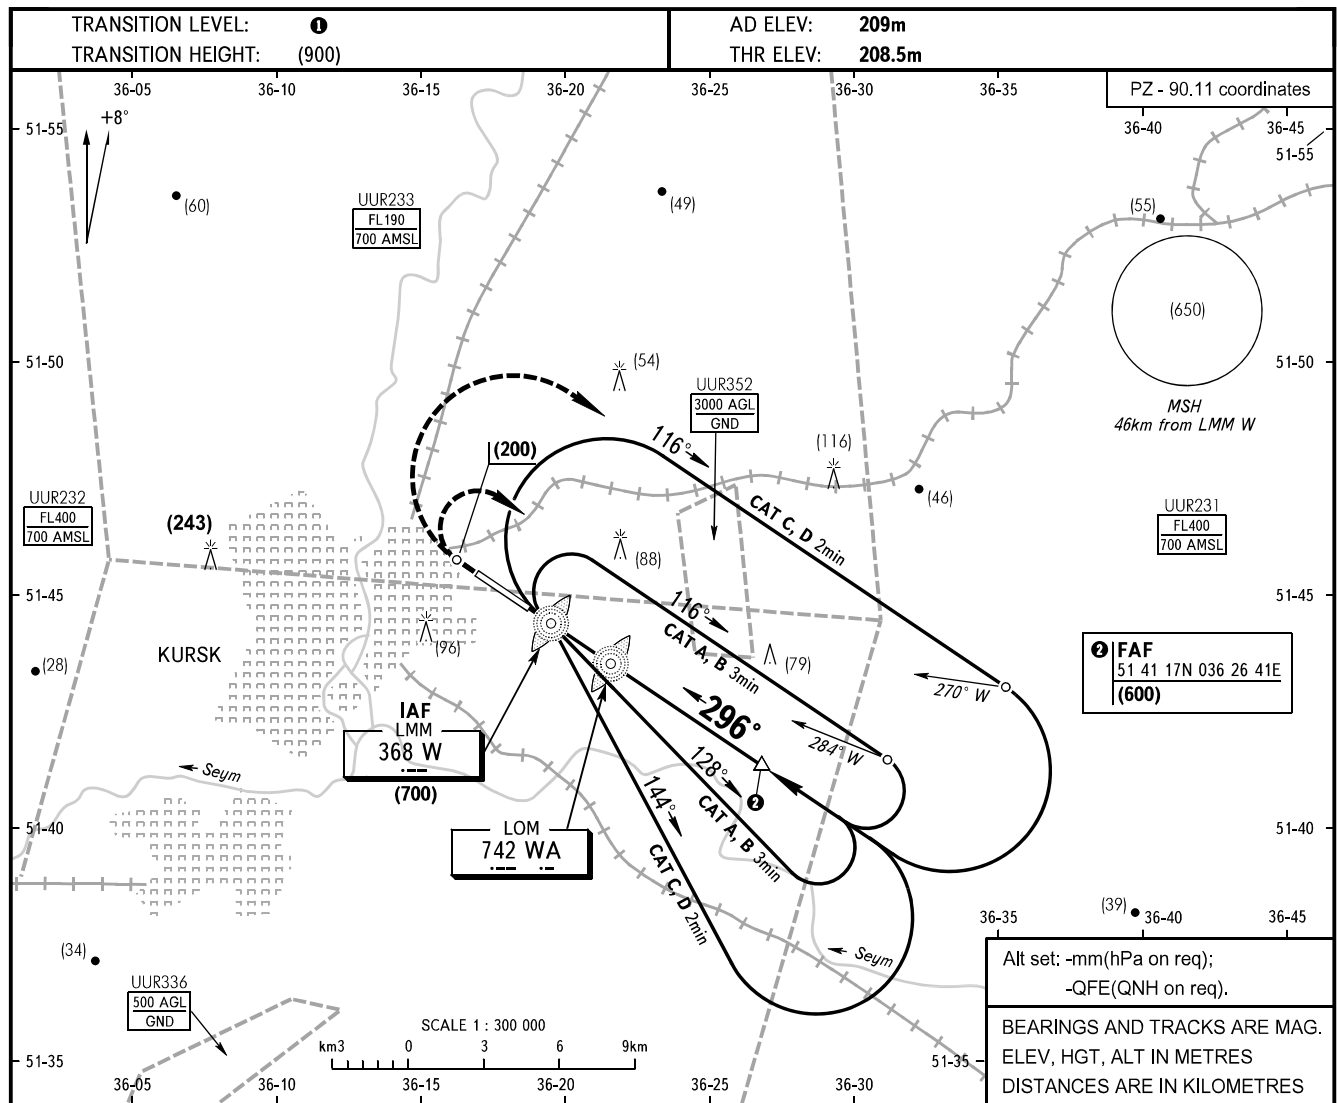 TRANSITION LEVEL: ❶
TRANSITION HEIGHT: (900)
AD ELEV: 209m
THR ELEV: 208.5m
36-05 36-10 36-15 36-20 36-25 36-30 36-35
PZ - 90.11 coordinates
36-40 36-45
51-55
51-55
+8°
(60)
UUR233
FL190
700 AMSL
(49)
(55)
(650)
MSH
46km from LMM W
51-50
51-50
(54)
UUR352
3000 AGL
GND
(200)
116°
(116)
(46)
CAT C, D 2min
UUR232
FL400
700 AMSL
(243)
UUR231
FL400
700 AMSL
(88)
51-45
51-45
116°
CAT A, B 3min
(96)
(79)
KURSK
(28)
❷ FAF
51 41 17N 036 26 41E
(600)
270° W
284° W
296°
IAF
LMM
368 W
(700)
Seym
128°
CAT A, B 3min
❷
144°
CAT C, D 2min
LOM
742 WA
51-40
51-40
(39)
36-35 36-40 36-45
(34)
Seym
UUR336
500 AGL
GND
SCALE 1 : 300 000
km3 0 3 6 9km
Alt set: -mm(hPa on req);
-QFE(QNH on req).
BEARINGS AND TRACKS ARE MAG.
ELEV, HGT, ALT IN METRES
DISTANCES ARE IN KILOMETRES
51-35
51-35
36-05 36-10 36-15 36-20 36-25 36-30